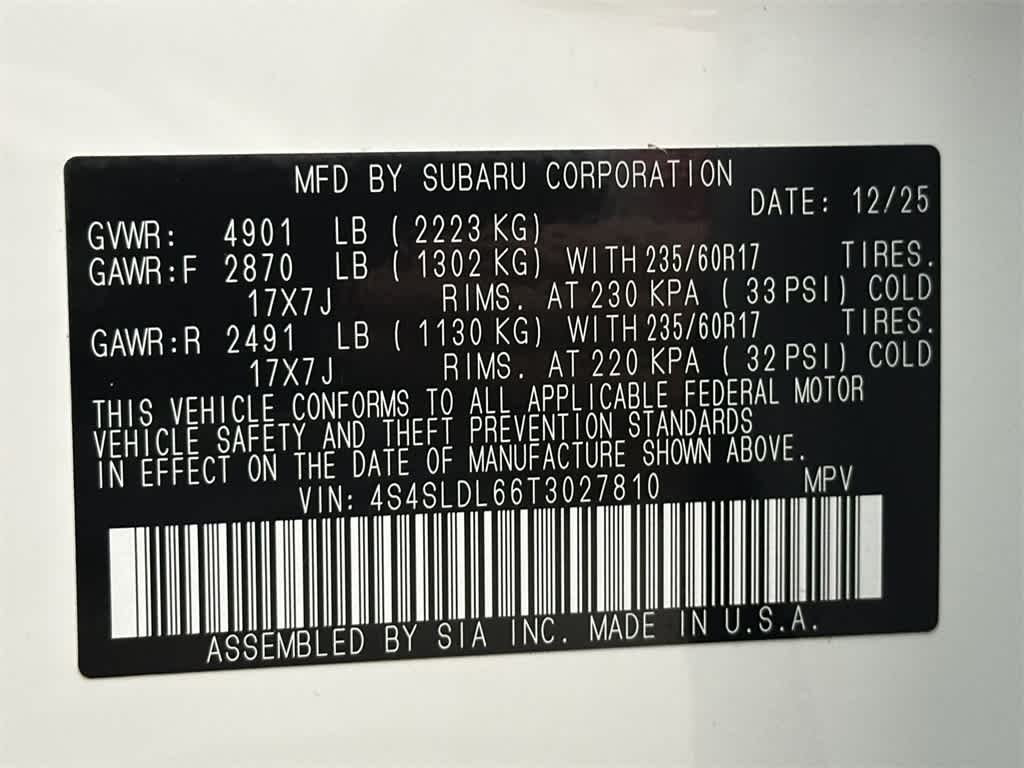 MFD BY SUBARU CORPORATION
DATE: 12/25
GVWR: 4901 LB ( 2223 KG)
GAWR:F 2870 LB ( 1302 KG) WITH 235/60R17 TIRES.
17X7J RIMS. AT 230 KPA ( 33 PSI) COLD
GAWR:R 2491 LB ( 1130 KG) WITH 235/60R17 TIRES.
17X7J RIMS. AT 220 KPA ( 32 PSI) COLD
THIS VEHICLE CONFORMS TO ALL APPLICABLE FEDERAL MOTOR
VEHICLE SAFETY AND THEFT PREVENTION STANDARDS
IN EFFECT ON THE DATE OF MANUFACTURE SHOWN ABOVE.
VIN: 4S4SLDL66T3027810 MPV
ASSEMBLED BY SIA INC. MADE IN U.S.A.